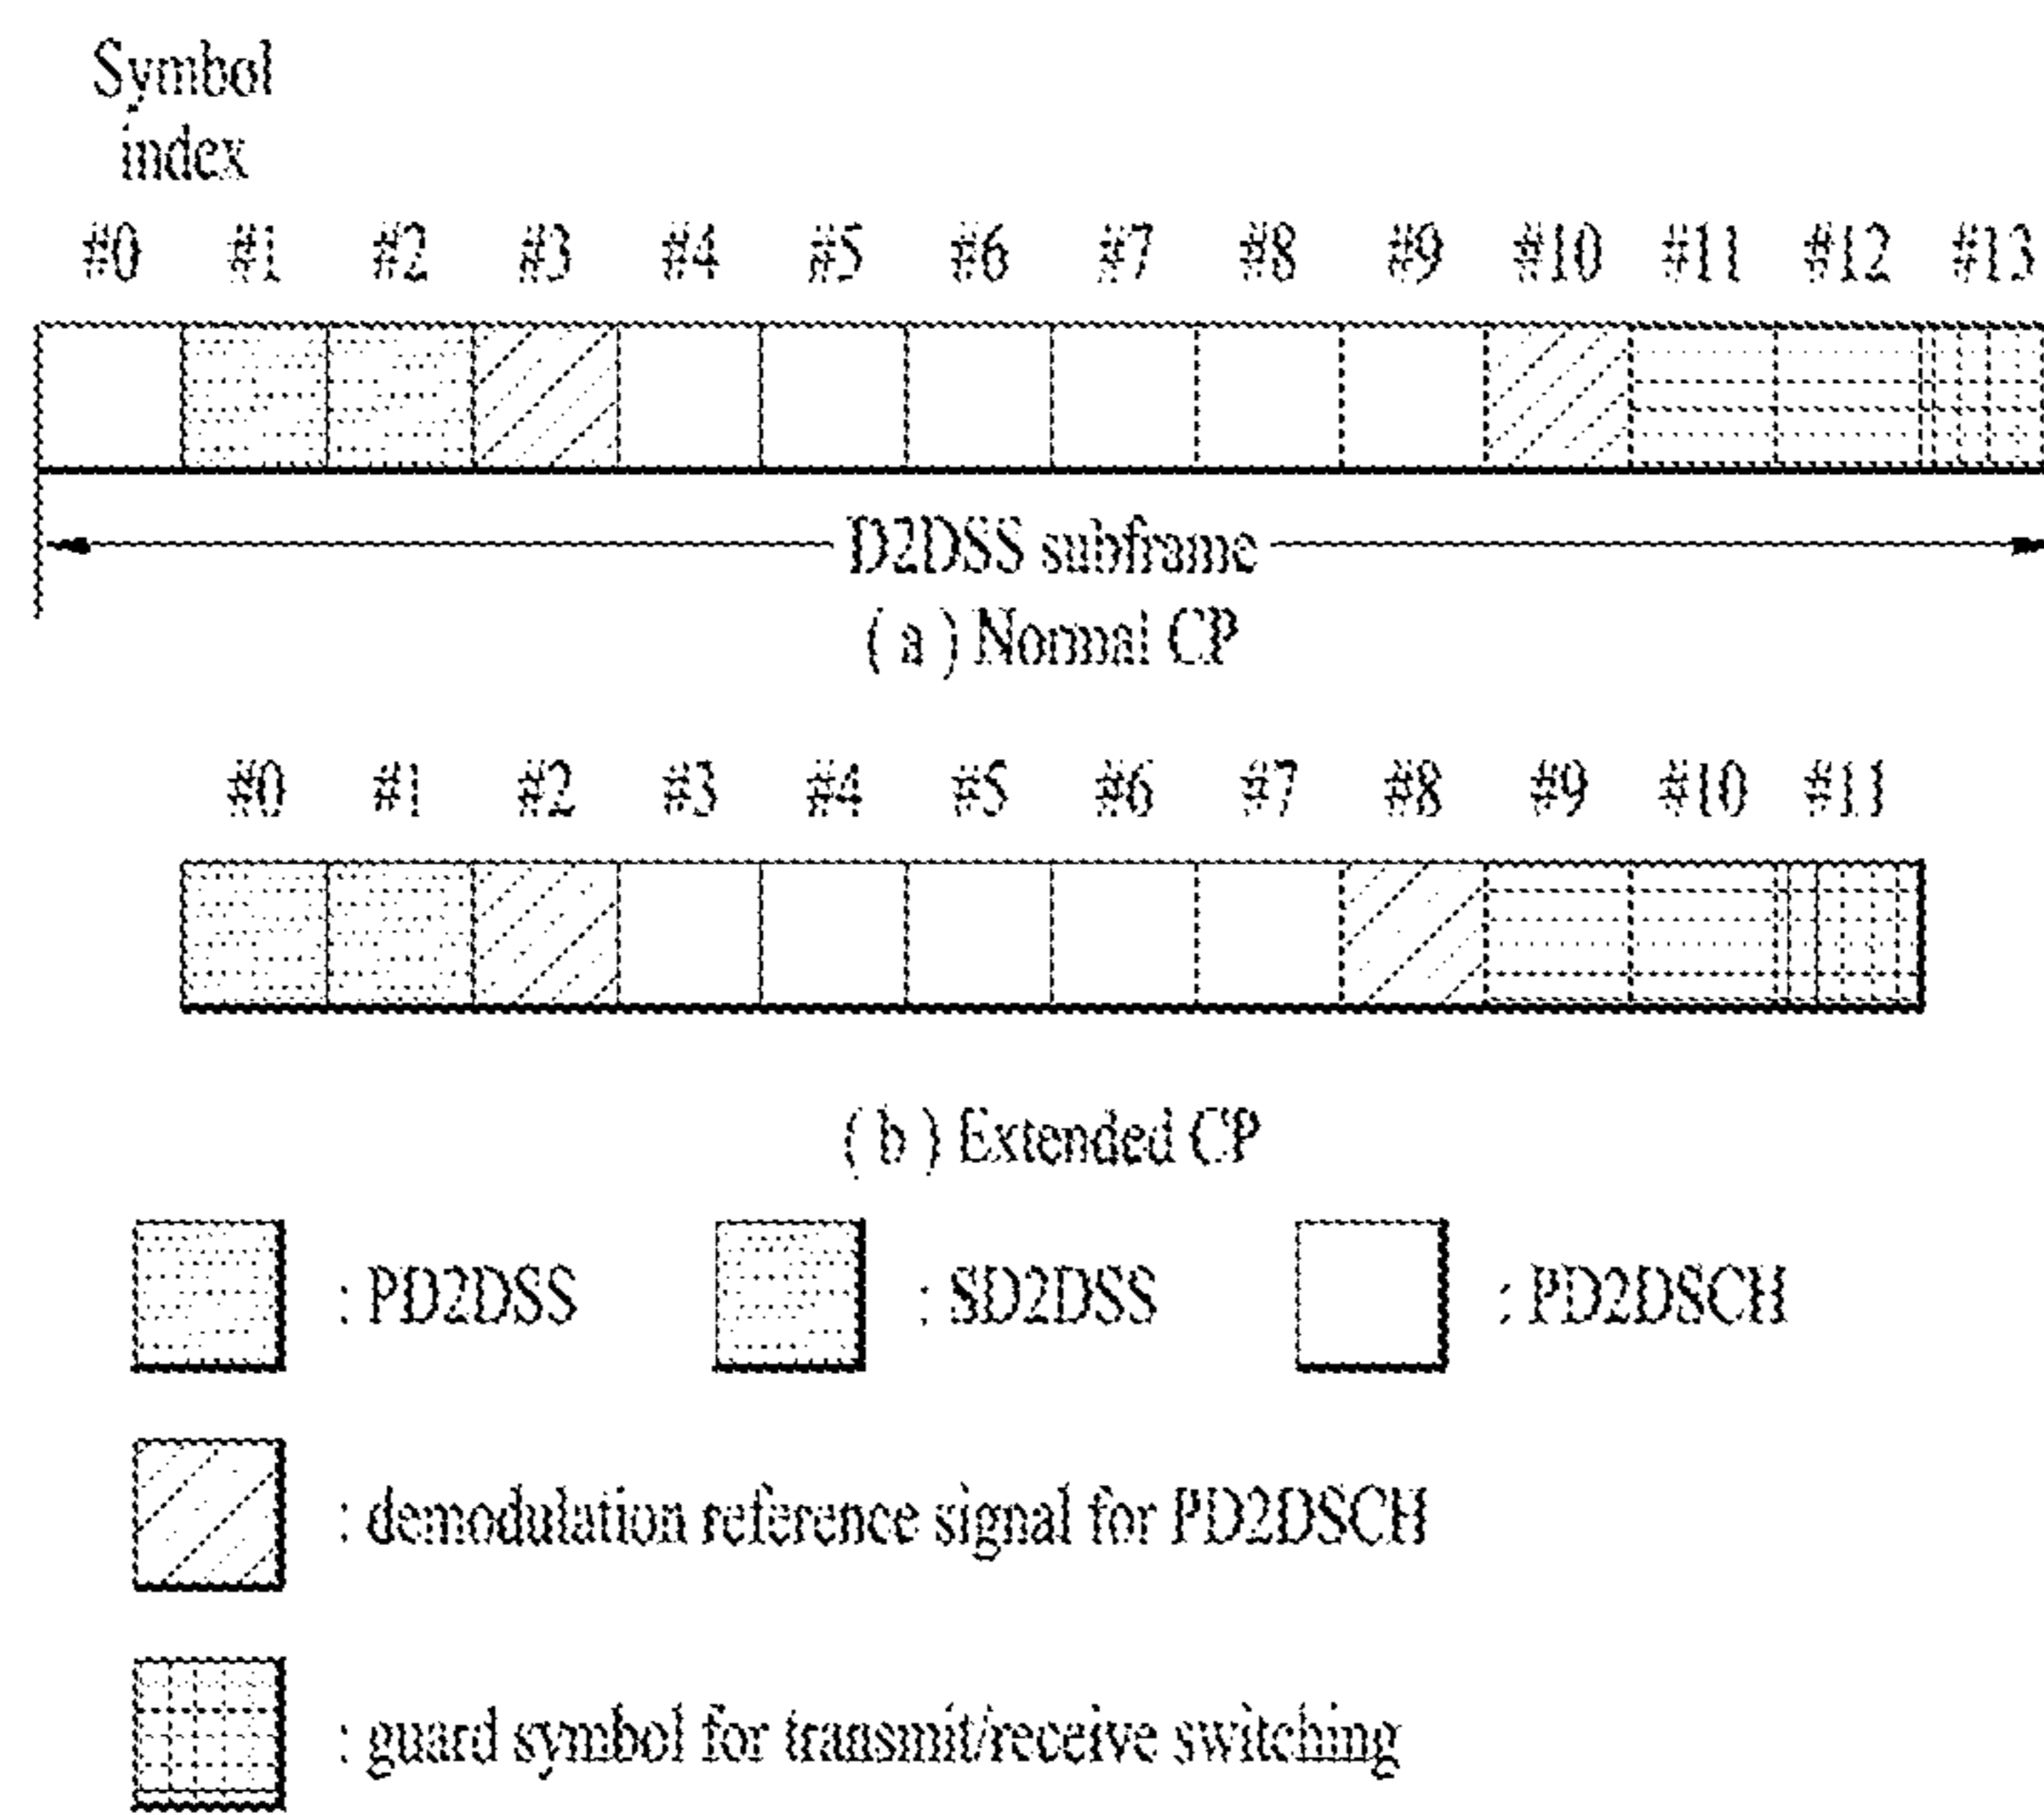 Symbol
index
#0 #1 #2 #3 #4 #5 #6 #7 #8 #9 #10 #11 #12 #13
D2DSS subframe
( a ) Normal CP
#0 #1 #2 #3 #4 #5 #6 #7 #8 #9 #10 #11
( b ) Extended CP
: PD2DSS : SD2DSS : PD2DSCH
: demodulation reference signal for PD2DSCH
: guard symbol for transmit/receive switching